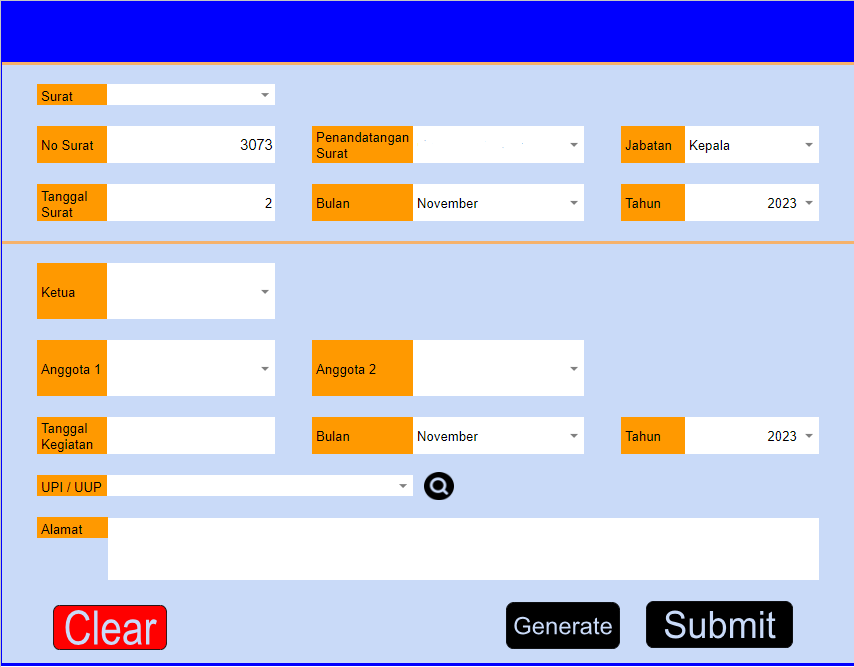 Surat
No Surat 3073 Penandatangan Surat Jabatan Kepala
Tanggal Surat 2 Bulan November Tahun 2023
Ketua
Anggota 1 Anggota 2
Tanggal Kegiatan Bulan November Tahun 2023
UPI / UUP
Alamat
Clear Generate Submit